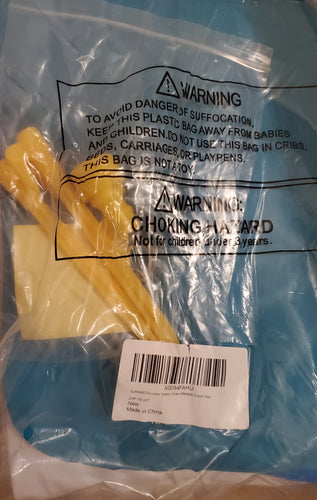 WARNING
TO AVOID DANGER OF SUFFOCATION,
KEEP THIS PLASTIC BAG AWAY FROM BABIES
AND CHILDREN.DO NOT USE THIS BAG IN CRIBS,
BEDS, CARRIAGES, OR PLAYPENS.
THIS BAG IS NOT A TOY.
WARNING:
CHOKING HAZARD
Not for children under 3 years.
New
Made in China